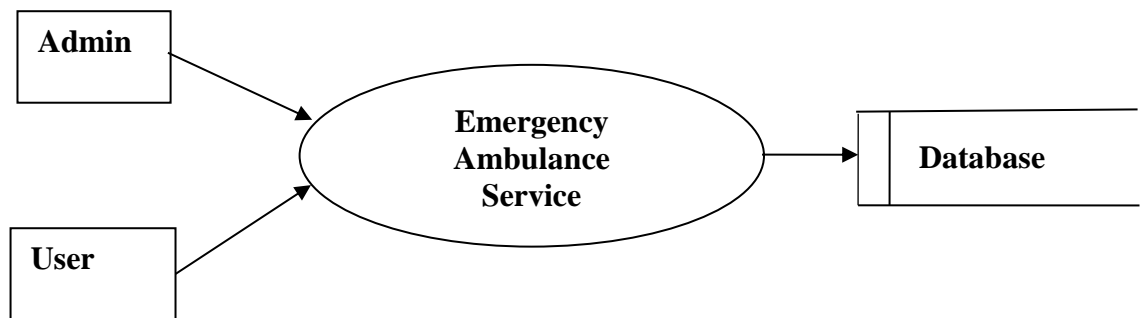 Admin
Emergency
Ambulance
Service
Database
User